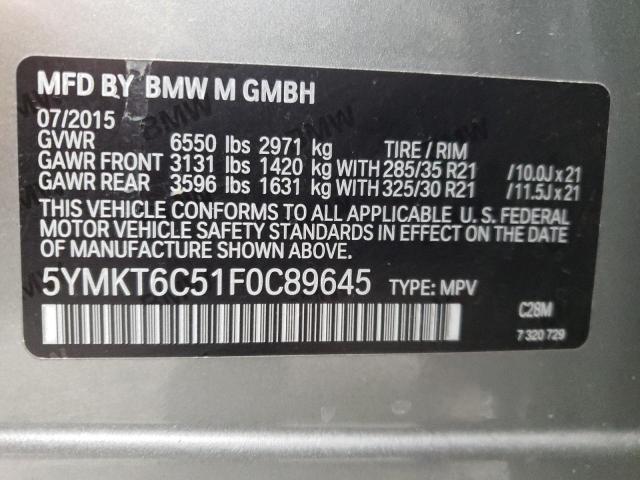 MFD BY BMW M GMBH
07/2015
GVWR 6550 lbs 2971 kg TIRE / RIM
GAWR FRONT 3131 lbs 1420 kg WITH 285/35 R21 /10.0J x 21
GAWR REAR 3596 lbs 1631 kg WITH 325/30 R21 /11.5J x 21
THIS VEHICLE CONFORMS TO ALL APPLICABLE U.S. FEDERAL
MOTOR VEHICLE SAFETY STANDARDS IN EFFECT ON THE DATE
OF MANUFACTURE SHOWN ABOVE.
5YMKT6C51F0C89645 TYPE: MPV
C28M
7 320 729